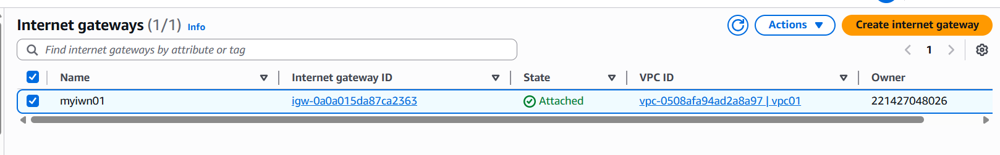 Internet gateways (1/1) Info
Actions
Create internet gateway
Find internet gateways by attribute or tag
1
Name Internet gateway ID State VPC ID Owner
myiwn01 igw-0a0a015da87ca2363 Attached vpc-0508afa94ad2a8a97 | vpc01 221427048026